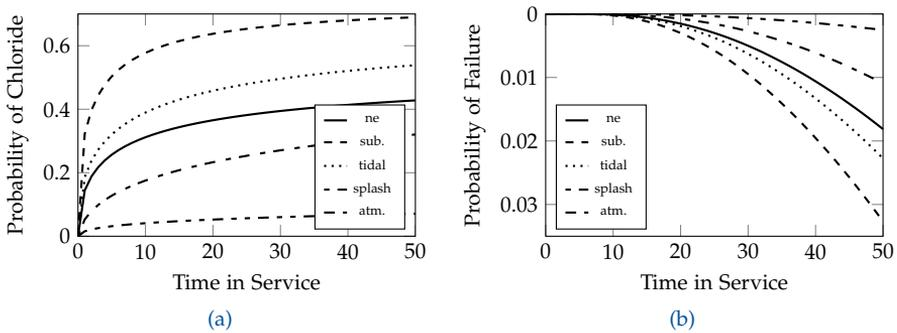 Probability of Chloride
0.6
0.4
0.2
0
0 10 20 30 40 50
ne
sub.
tidal
splash
atm.
Time in Service
(a)
Probability of Failure
0
0.01
0.02
0.03
0 10 20 30 40 50
ne
sub.
tidal
splash
atm.
Time in Service
(b)